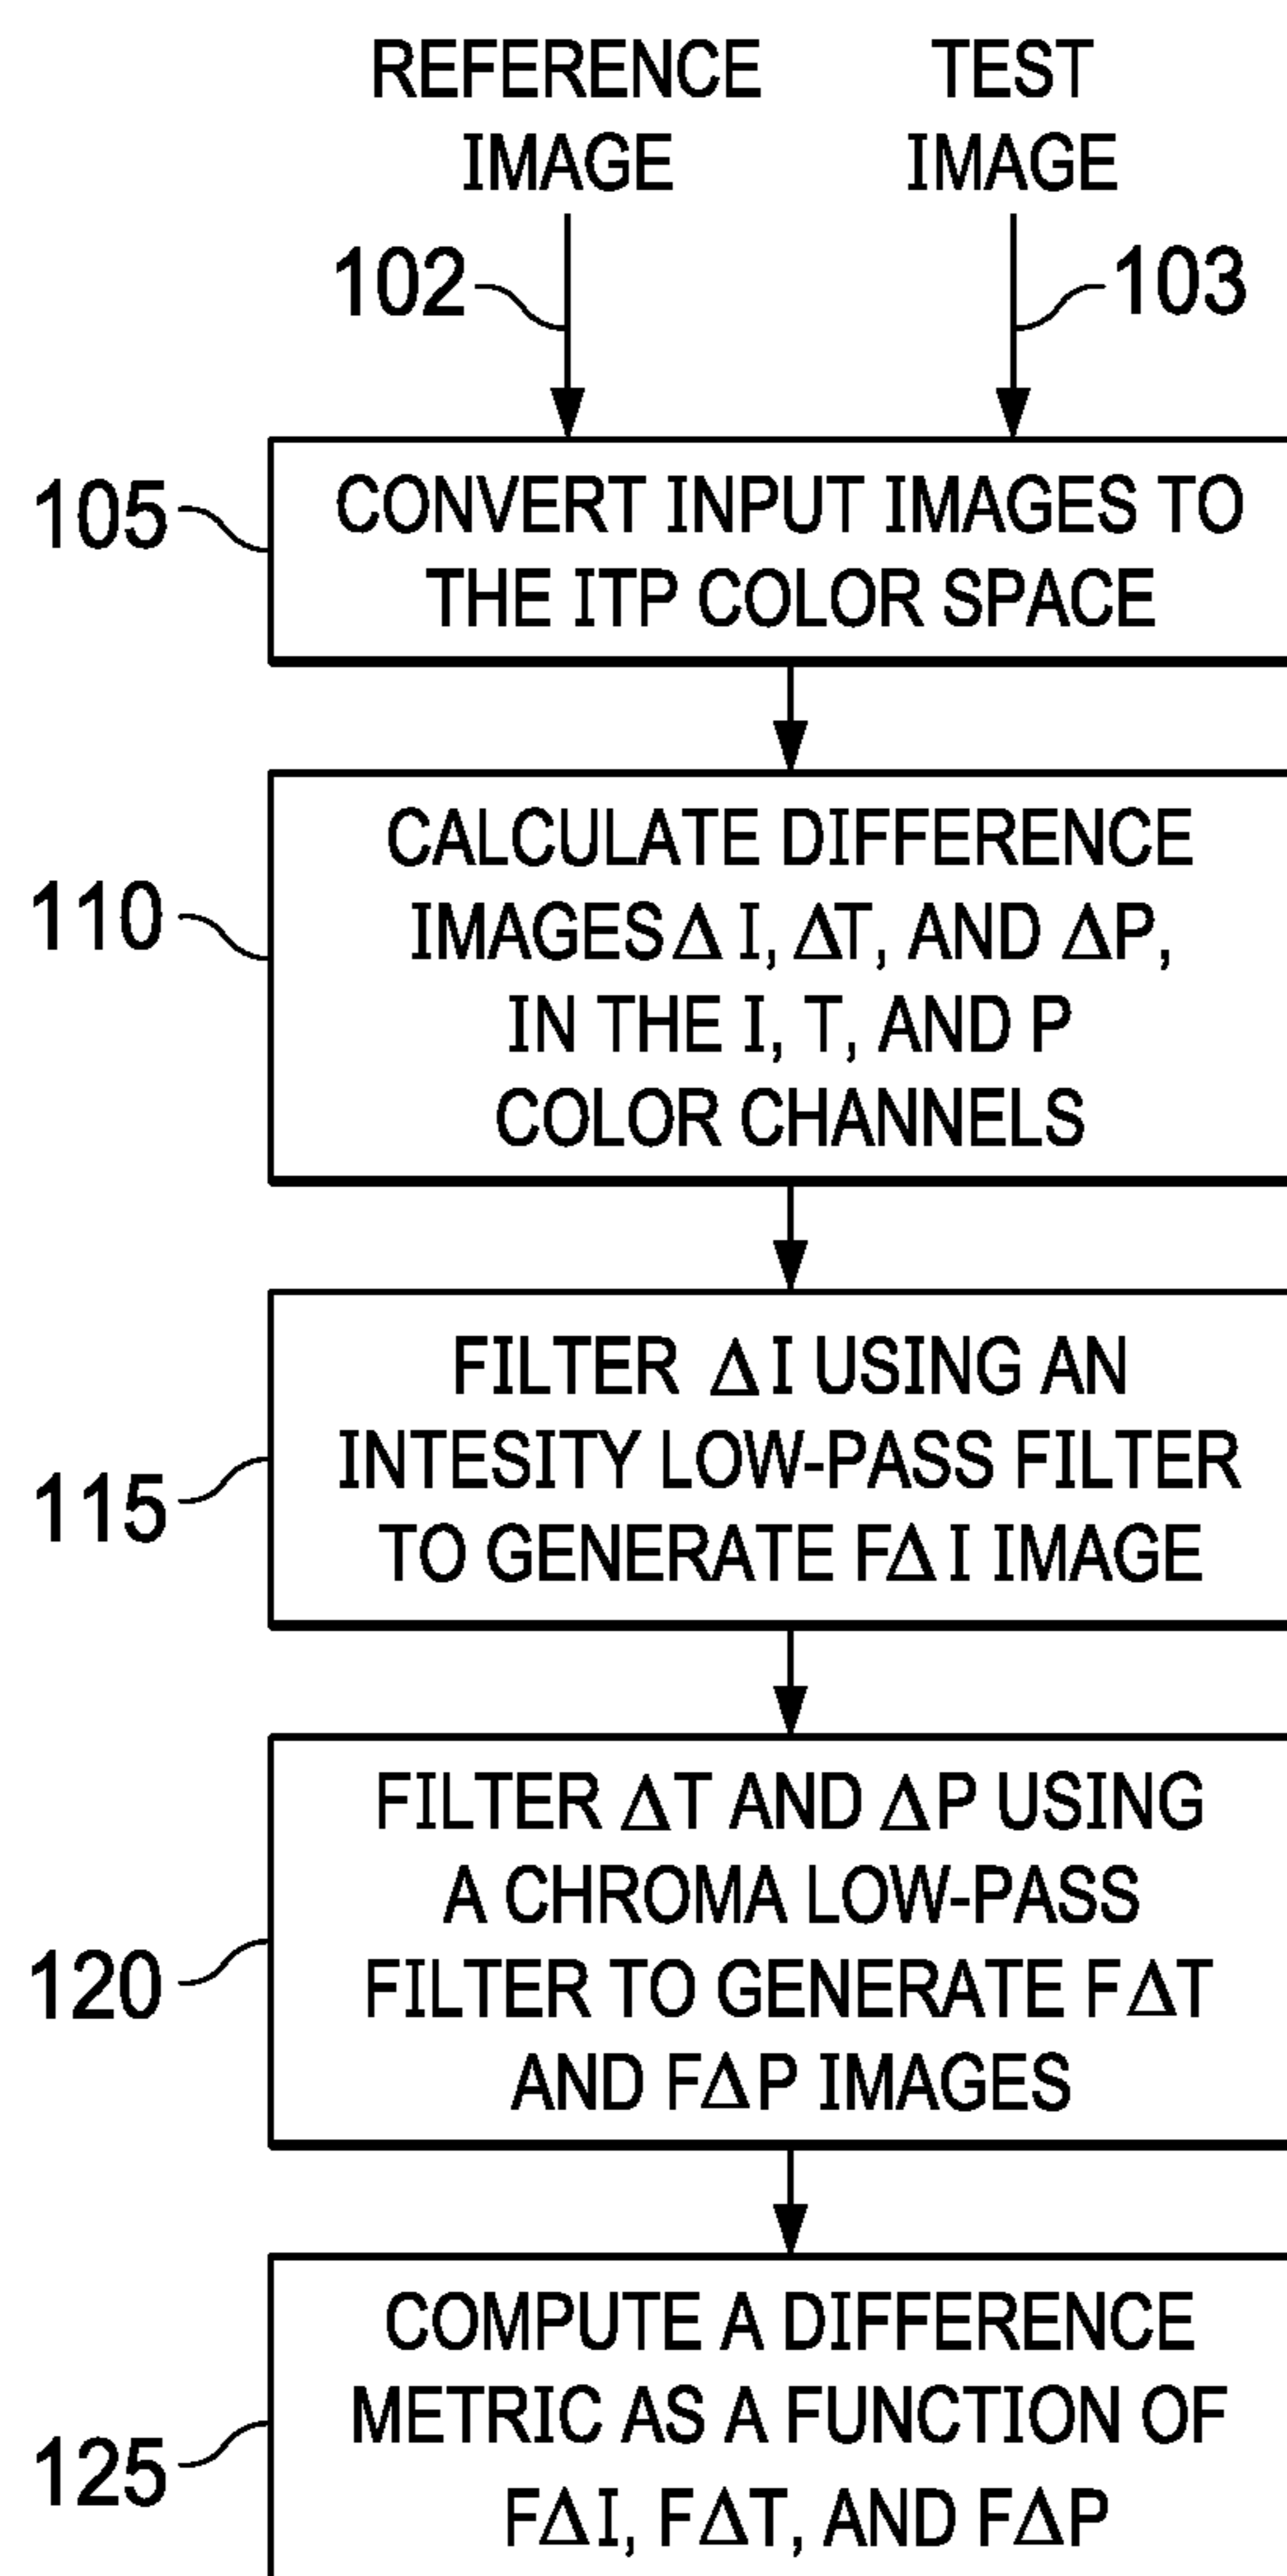 REFERENCE
IMAGE
TEST
IMAGE
102
103
105
CONVERT INPUT IMAGES TO
THE ITP COLOR SPACE
110
CALCULATE DIFFERENCE
IMAGES Δ I, ΔT, AND ΔP,
IN THE I, T, AND P
COLOR CHANNELS
115
FILTER Δ I USING AN
INTESITY LOW-PASS FILTER
TO GENERATE FΔ I IMAGE
120
FILTER ΔT AND ΔP USING
A CHROMA LOW-PASS
FILTER TO GENERATE FΔT
AND FΔP IMAGES
125
COMPUTE A DIFFERENCE
METRIC AS A FUNCTION OF
FΔI, FΔT, AND FΔP